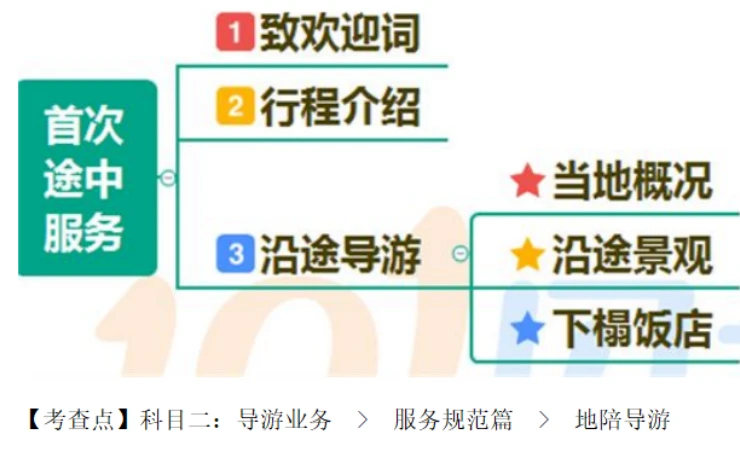 首次
途中
服务
1 致欢迎词
2 行程介绍
3 沿途导游
当地概况
沿途景观
下榻饭店
【考查点】科目二：导游业务 > 服务规范篇 > 地陪导游